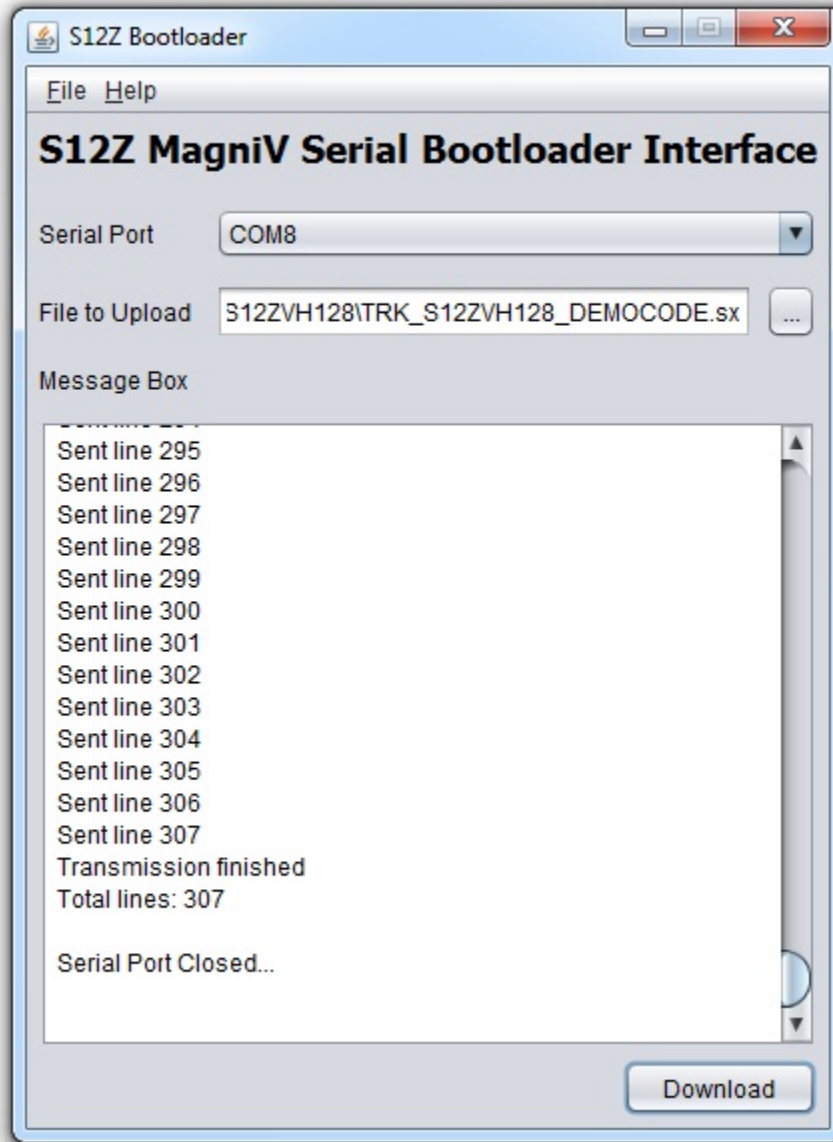 S12Z Bootloader
File Help
S12Z MagniV Serial Bootloader Interface
Serial Port COM8
File to Upload S12ZVH128\TRK_S12ZVH128_DEMOCODE.sx ...
Message Box
Sent line 295
Sent line 296
Sent line 297
Sent line 298
Sent line 299
Sent line 300
Sent line 301
Sent line 302
Sent line 303
Sent line 304
Sent line 305
Sent line 306
Sent line 307
Transmission finished
Total lines: 307
Serial Port Closed...
Download